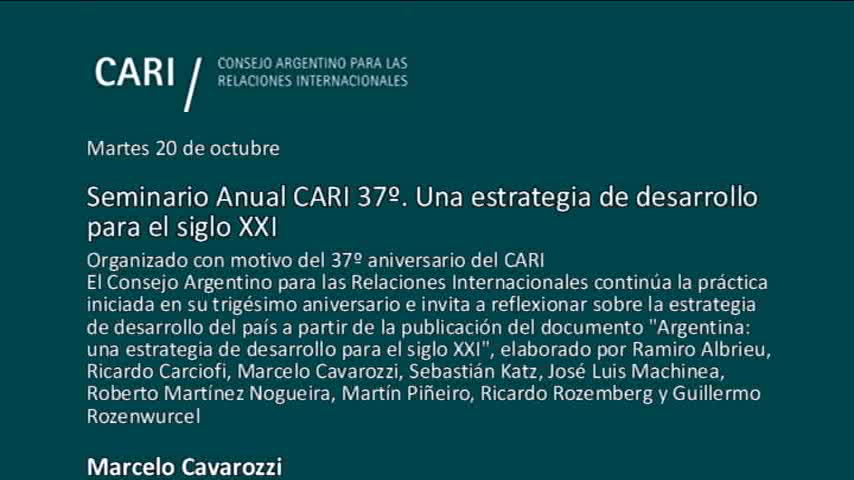 CARI / CONSEJO ARGENTINO PARA LAS
RELACIONES INTERNACIONALES
Martes 20 de octubre
Seminario Anual CARI 37º. Una estrategia de desarrollo
para el siglo XXI
Organizado con motivo del 37º aniversario del CARI
El Consejo Argentino para las Relaciones Internacionales continúa la práctica
iniciada en su trigésimo aniversario e invita a reflexionar sobre la estrategia
de desarrollo del país a partir de la publicación del documento "Argentina:
una estrategia de desarrollo para el siglo XXI", elaborado por Ramiro Albrieu,
Ricardo Carciofi, Marcelo Cavarozzi, Sebastián Katz, José Luis Machinea,
Roberto Martínez Nogueira, Martín Piñeiro, Ricardo Rozemberg y Guillermo
Rozenwurcel
Marcelo Cavarozzi